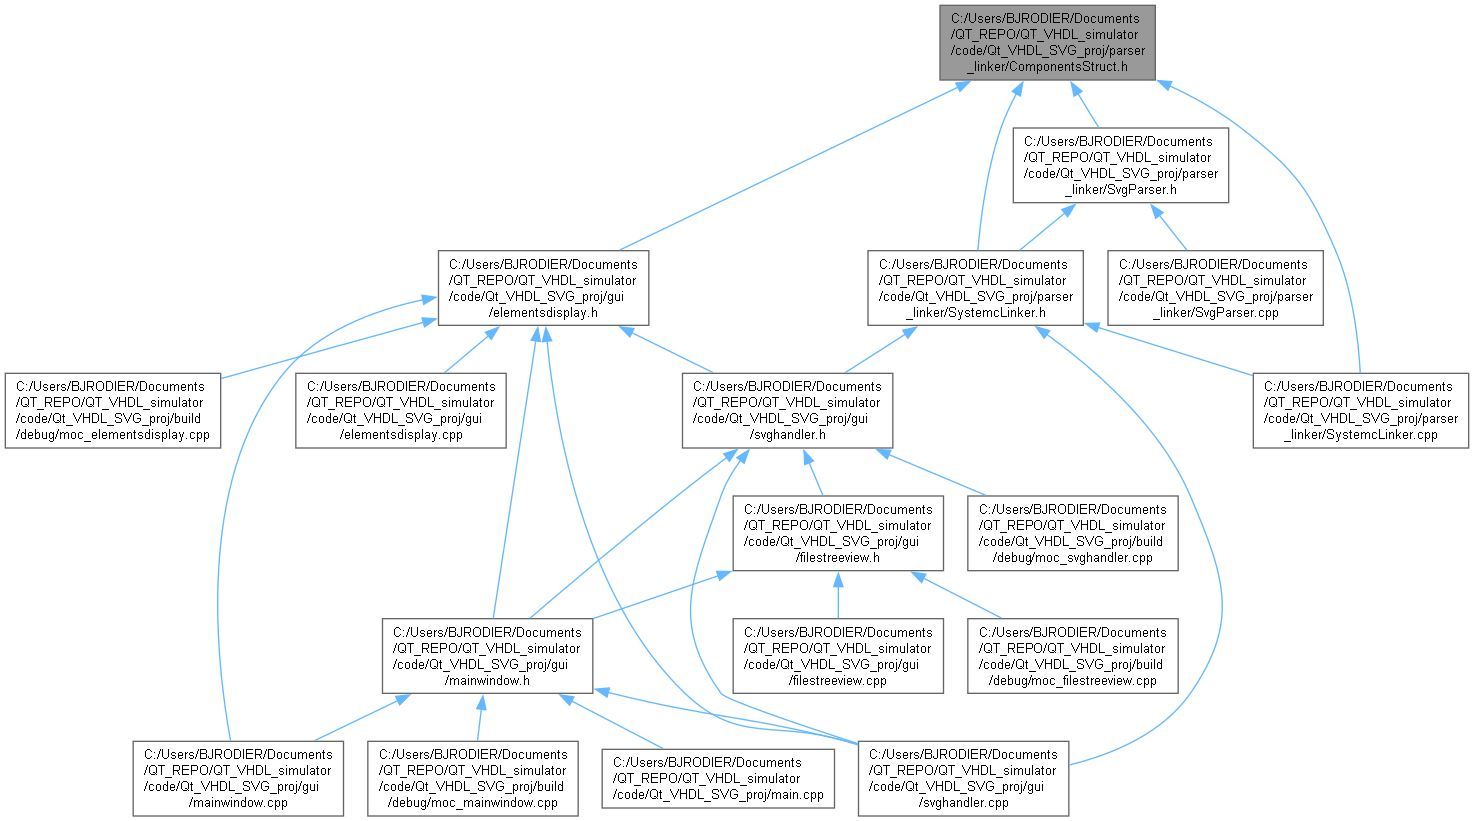 C:/Users/BJRODIER/Documents
/QT_REPO/QT_VHDL_simulator
/code/Qt_VHDL_SVG_proj/parser
_linker/ComponentsStruct.h
C:/Users/BJRODIER/Documents
/QT_REPO/QT_VHDL_simulator
/code/Qt_VHDL_SVG_proj/parser
_linker/SvgParser.h
C:/Users/BJRODIER/Documents
/QT_REPO/QT_VHDL_simulator
/code/Qt_VHDL_SVG_proj/gui
/elementsdisplay.h
C:/Users/BJRODIER/Documents
/QT_REPO/QT_VHDL_simulator
/code/Qt_VHDL_SVG_proj/parser
_linker/SystemcLinker.h
C:/Users/BJRODIER/Documents
/QT_REPO/QT_VHDL_simulator
/code/Qt_VHDL_SVG_proj/parser
_linker/SvgParser.cpp
C:/Users/BJRODIER/Documents
/QT_REPO/QT_VHDL_simulator
/code/Qt_VHDL_SVG_proj/build
/debug/moc_elementsdisplay.cpp
C:/Users/BJRODIER/Documents
/QT_REPO/QT_VHDL_simulator
/code/Qt_VHDL_SVG_proj/gui
/elementsdisplay.cpp
C:/Users/BJRODIER/Documents
/QT_REPO/QT_VHDL_simulator
/code/Qt_VHDL_SVG_proj/gui
/svghandler.h
C:/Users/BJRODIER/Documents
/QT_REPO/QT_VHDL_simulator
/code/Qt_VHDL_SVG_proj/parser
_linker/SystemcLinker.cpp
C:/Users/BJRODIER/Documents
/QT_REPO/QT_VHDL_simulator
/code/Qt_VHDL_SVG_proj/gui
/filestreeview.h
C:/Users/BJRODIER/Documents
/QT_REPO/QT_VHDL_simulator
/code/Qt_VHDL_SVG_proj/build
/debug/moc_svghandler.cpp
C:/Users/BJRODIER/Documents
/QT_REPO/QT_VHDL_simulator
/code/Qt_VHDL_SVG_proj/gui
/mainwindow.h
C:/Users/BJRODIER/Documents
/QT_REPO/QT_VHDL_simulator
/code/Qt_VHDL_SVG_proj/gui
/filestreeview.cpp
C:/Users/BJRODIER/Documents
/QT_REPO/QT_VHDL_simulator
/code/Qt_VHDL_SVG_proj/build
/debug/moc_filestreeview.cpp
C:/Users/BJRODIER/Documents
/QT_REPO/QT_VHDL_simulator
/code/Qt_VHDL_SVG_proj/gui
/mainwindow.cpp
C:/Users/BJRODIER/Documents
/QT_REPO/QT_VHDL_simulator
/code/Qt_VHDL_SVG_proj/build
/debug/moc_mainwindow.cpp
C:/Users/BJRODIER/Documents
/QT_REPO/QT_VHDL_simulator
/code/Qt_VHDL_SVG_proj/main.cpp
C:/Users/BJRODIER/Documents
/QT_REPO/QT_VHDL_simulator
/code/Qt_VHDL_SVG_proj/gui
/svghandler.cpp